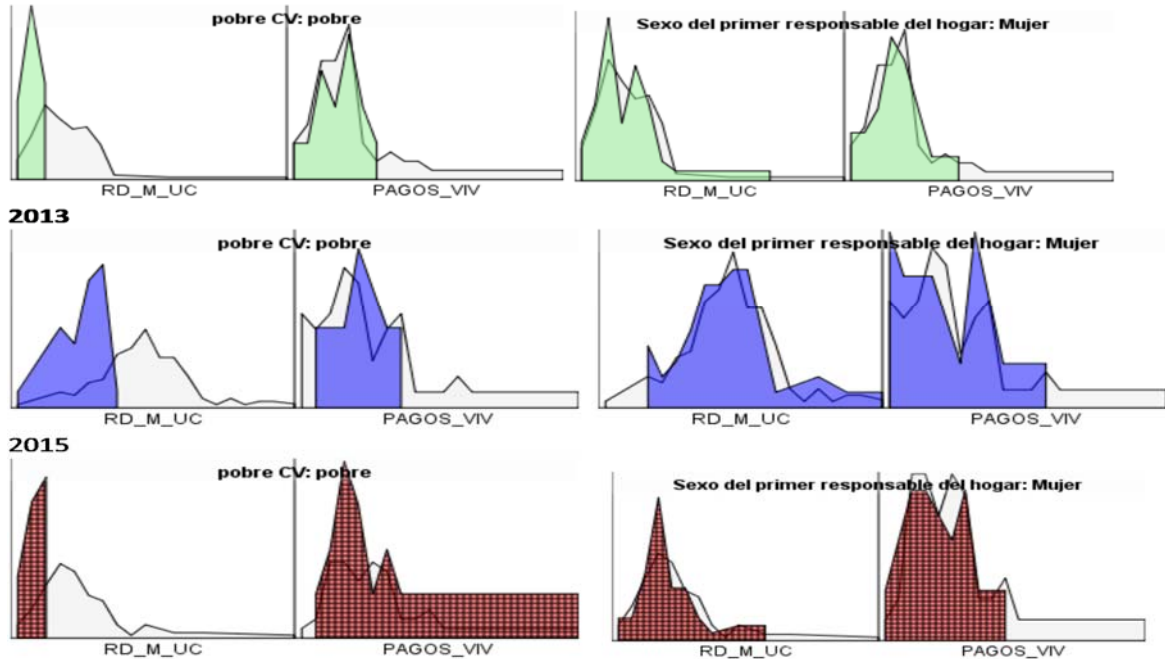 pobre CV: pobre
Sexo del primer responsable del hogar: Mujer
RD_M_UC
PAGOS_VIV
RD_M_UC
PAGOS_VIV
2013
pobre CV: pobre
Sexo del primer responsable del hogar: Mujer
RD_M_UC
PAGOS_VIV
RD_M_UC
PAGOS_VIV
2015
pobre CV: pobre
Sexo del primer responsable del hogar: Mujer
RD_M_UC
PAGOS_VIV
RD_M_UC
PAGOS_VIV